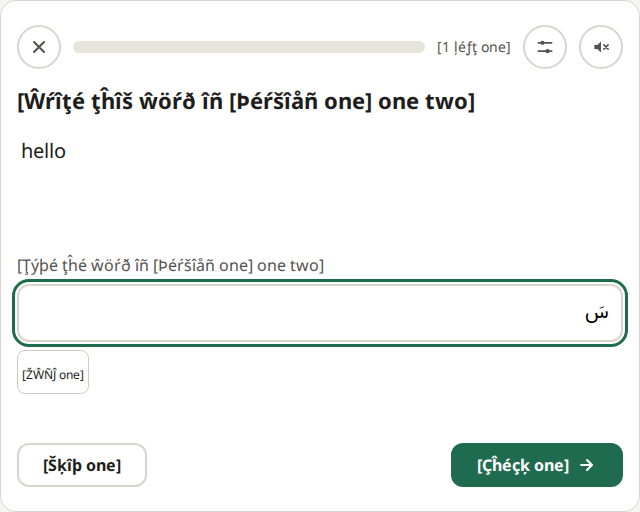 [1 ļéƒţ one]
[Ŵŕîţé ţĥîš ŵöŕð îñ [Þéŕšîåñ one] one two]
hello
[Ţýþé ţĥé ŵöŕð îñ [Þéŕšîåñ one] one two]
سَ
[ŽŴÑĴ one]
[Šķîþ one]
[Çĥéçķ one]